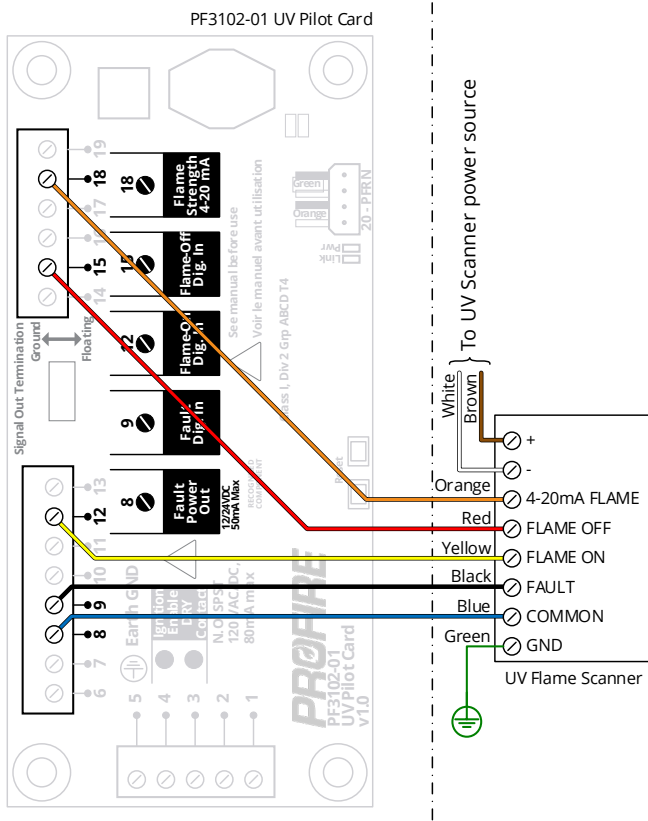 PF3102-01 UV Pilot Card
19
18
17
16
15
14
18
Flame
Strength
4-20 mA
15
Flame-Off
Dig. In
12
Flame-On
Dig. In
9
Fault
Dig. In
8
Fault
Power
Out
12/24VDC
50mA Max
Signal Out Termination
Ground
Floating
See manual before use
Voir le manuel avant utilisation
Class I, Div 2 Grp ABCD T4
Green
Orange
20 - PFRN
Pwr
Link
Reset
RECOGNIZED
COMPONENT
13
12
11
10
9
8
7
6
Earth GND
Ignition
Enable
DRY
Contact
N.O. SPST
120 VAC/DC,
80mA max
5
4
3
2
1
PROFIRE
PF3102-01
UV Pilot Card
v1.0
To UV Scanner power source
White
Brown
+
-
Orange
4-20mA FLAME
Red
FLAME OFF
Yellow
FLAME ON
Black
FAULT
Blue
COMMON
Green
GND
UV Flame Scanner